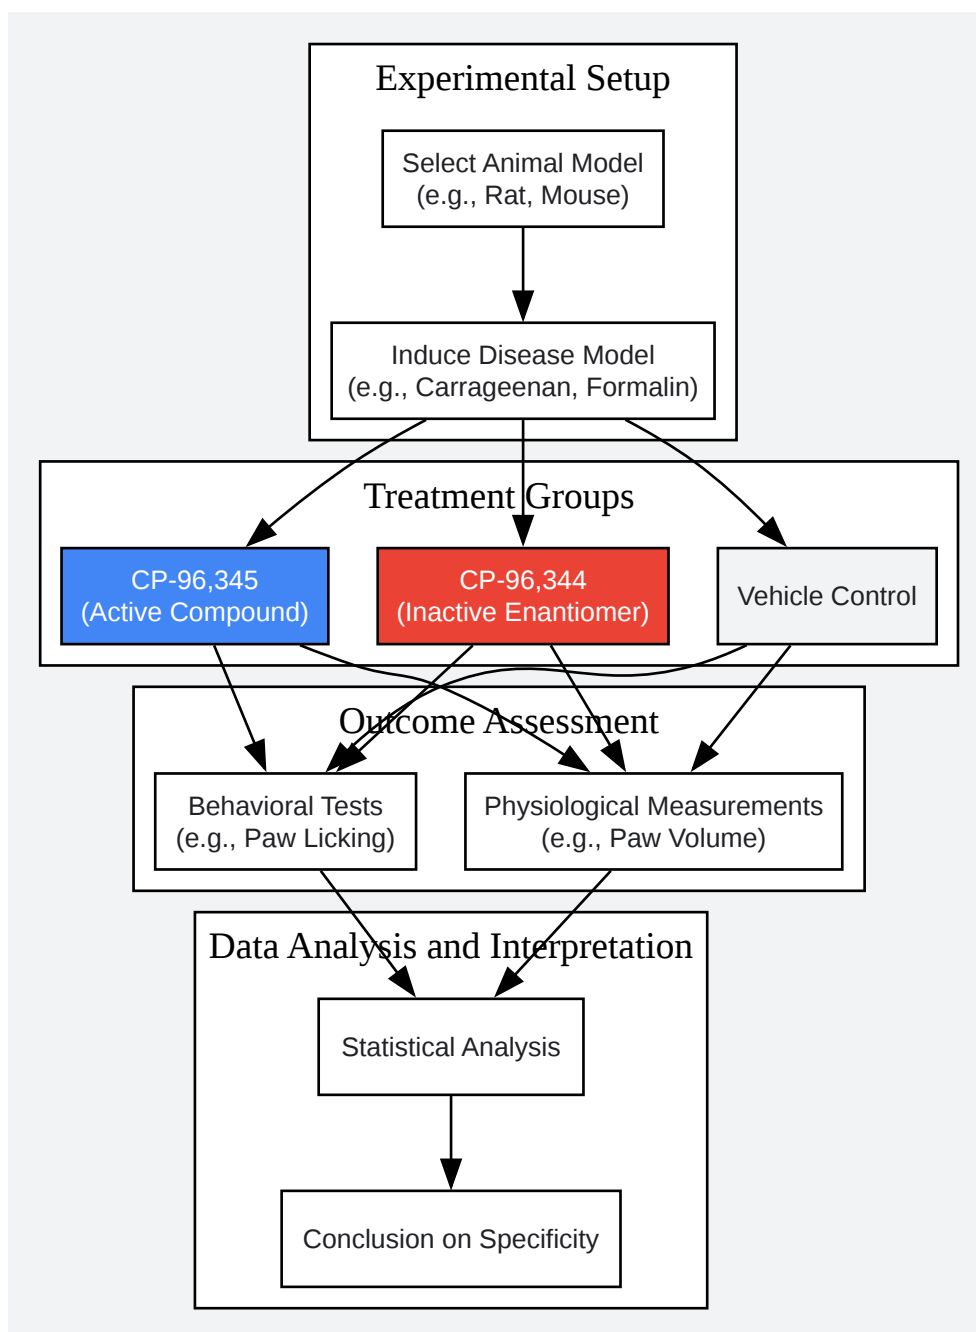 Experimental Setup
Select Animal Model
(e.g., Rat, Mouse)
Induce Disease Model
(e.g., Carrageenan, Formalin)
Treatment Groups
CP-96,345
(Active Compound)
CP-96,344
(Inactive Enantiomer)
Vehicle Control
Outcome Assessment
Behavioral Tests
(e.g., Paw Licking)
Physiological Measurements
(e.g., Paw Volume)
Data Analysis and Interpretation
Statistical Analysis
Conclusion on Specificity